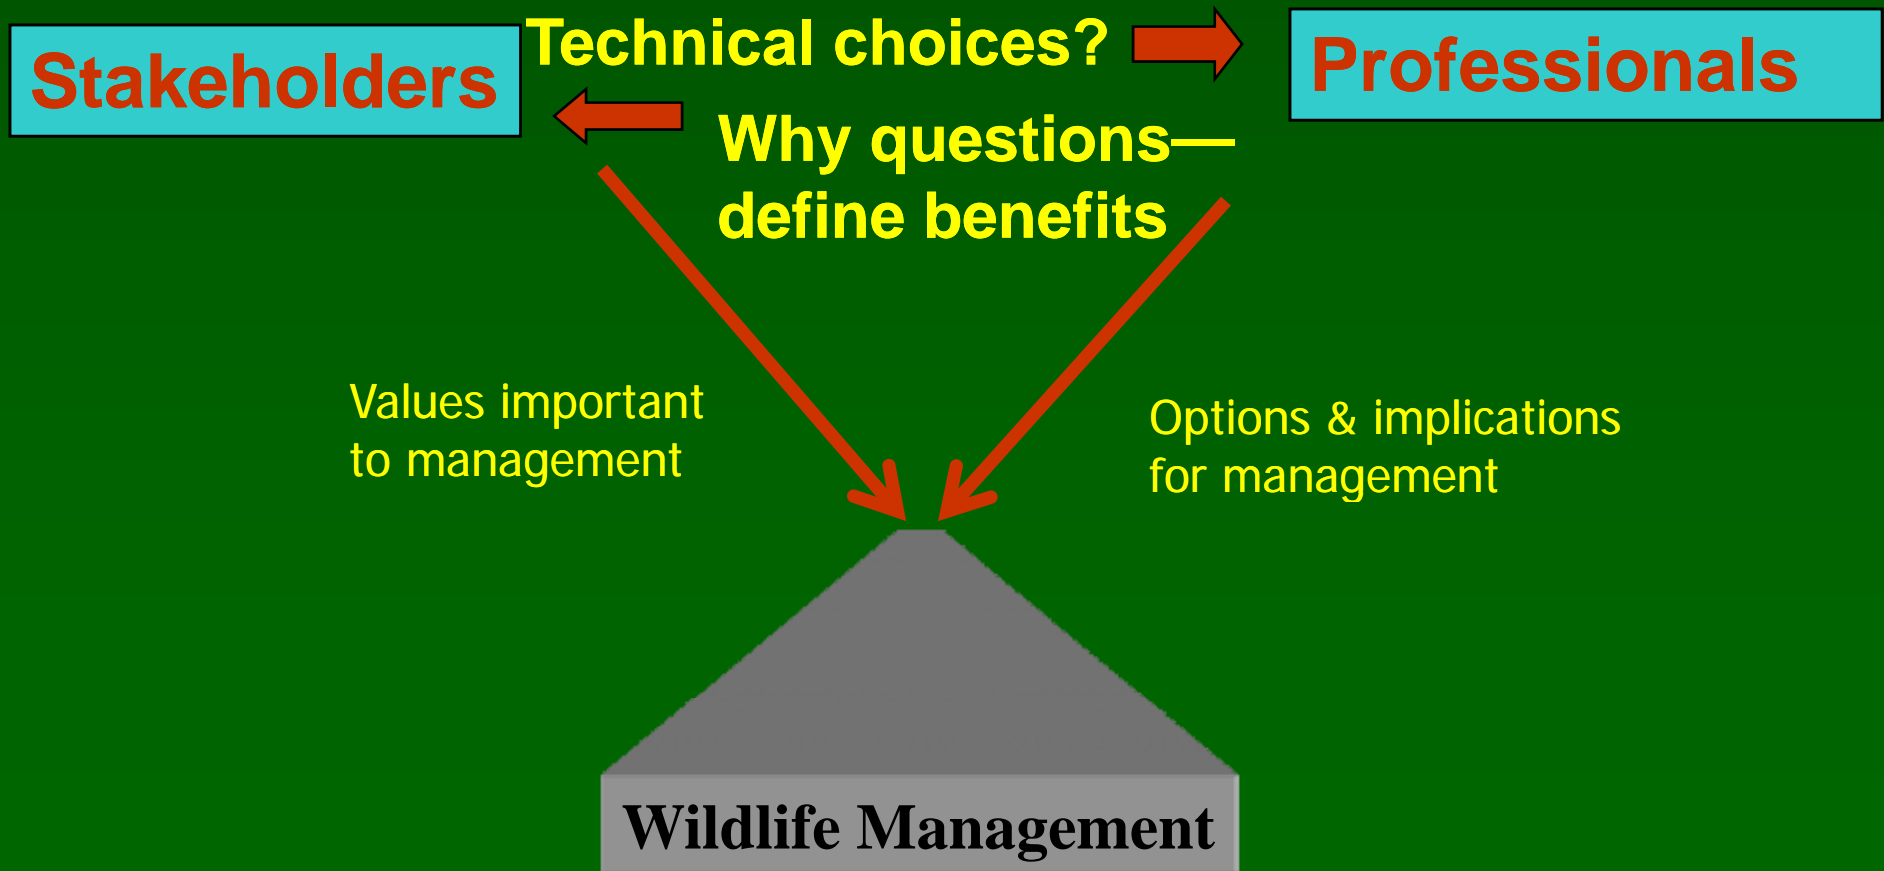 Stakeholders
Technical choices?
Professionals
Why questions—
define benefits
Values important
to management
Options & implications
for management
Wildlife Management